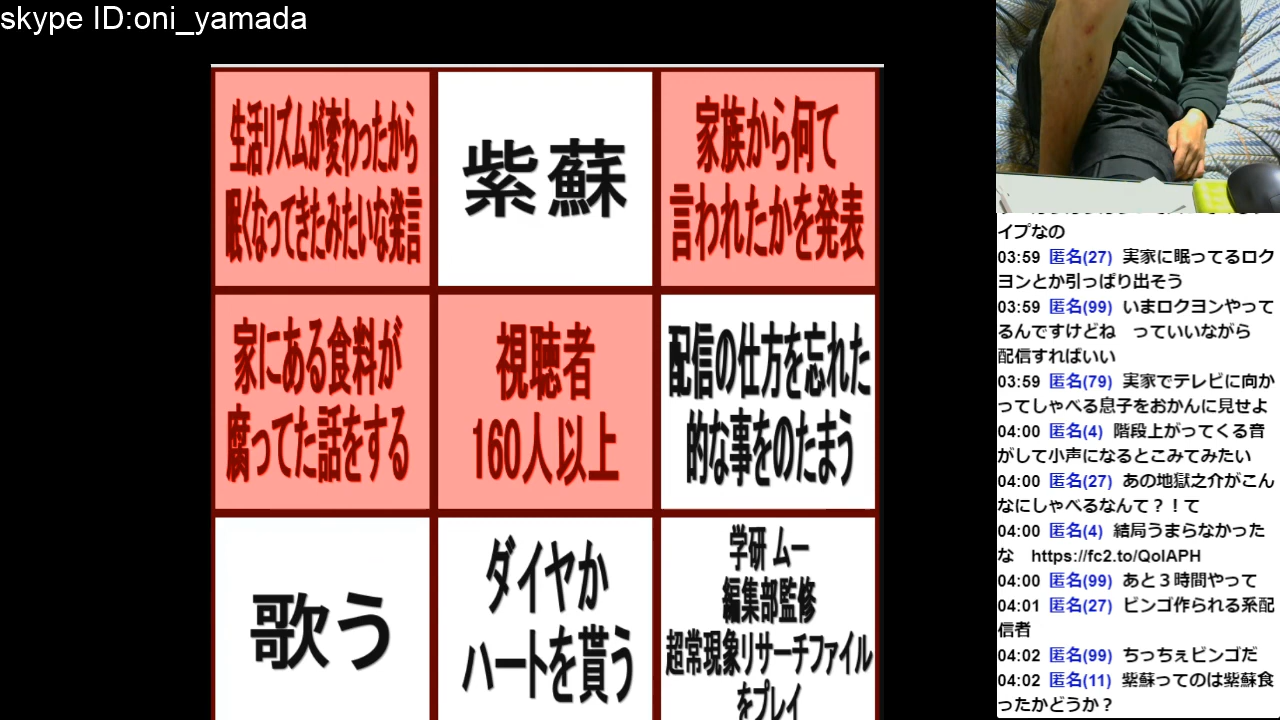 skype ID:oni_yamada
生活リズムが変わったから
眠くなってきたみたいな発言
紫蘇
家族から何て
言われたかを発表
家にある食料が
腐ってた話をする
視聴者
160人以上
配信の仕方を忘れた
的な事をのたまう
歌う
ダイヤか
ハートを貰う
学研 ムー
編集部監修
超常現象リサーチファイル
をプレイ
イプなの
03:59 匿名(27) 実家に眠ってるロク
ヨンとか引っぱり出そう
03:59 匿名(99) いまロクヨンやって
るんですけどね　っていいながら
配信すればいい
03:59 匿名(79) 実家でテレビに向か
ってしゃべる息子をおかんに見せよ
04:00 匿名(4) 階段上がってくる音
がして小声になるとこみてみたい
04:00 匿名(27) あの地獄之介がこん
なにしゃべるなんて？！て
04:00 匿名(4) 結局うまらなかった
な　https://fc2.to/QolAPH
04:00 匿名(99) あと３時間やって
04:01 匿名(27) ビンゴ作られる系配
信者
04:02 匿名(99) ちっちぇビンゴだ
04:02 匿名(11) 紫蘇ってのは紫蘇食
ったかどうか？